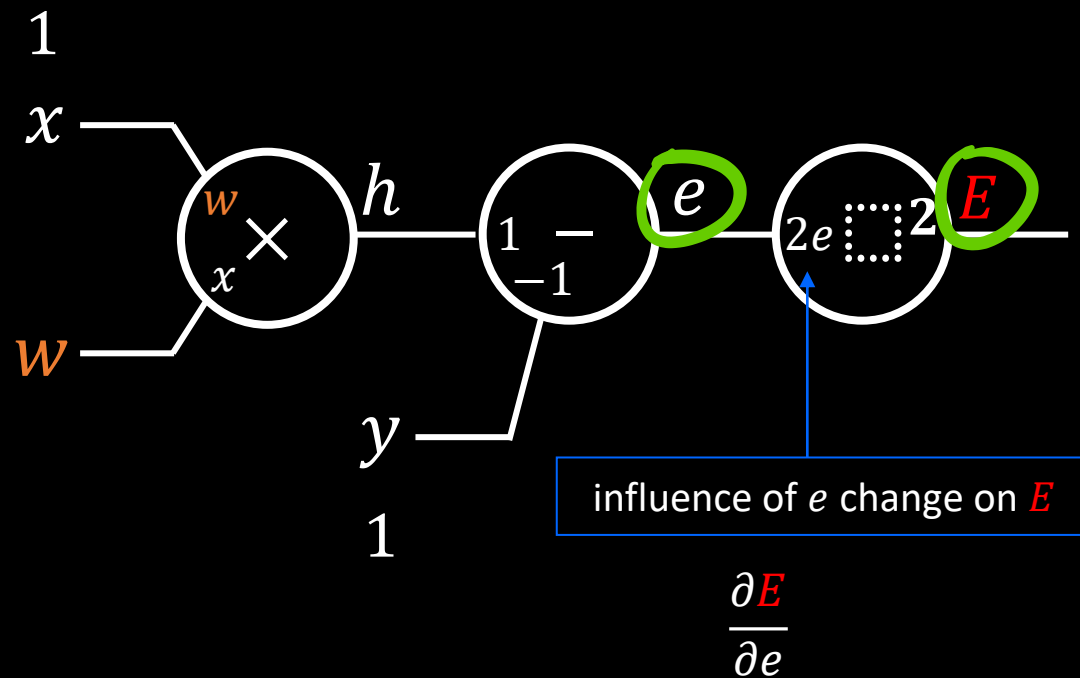 1
x
w
x
×
w
h
1 −
−1
y
1
e
2e 2
E
influence of e change on E
∂E
∂e